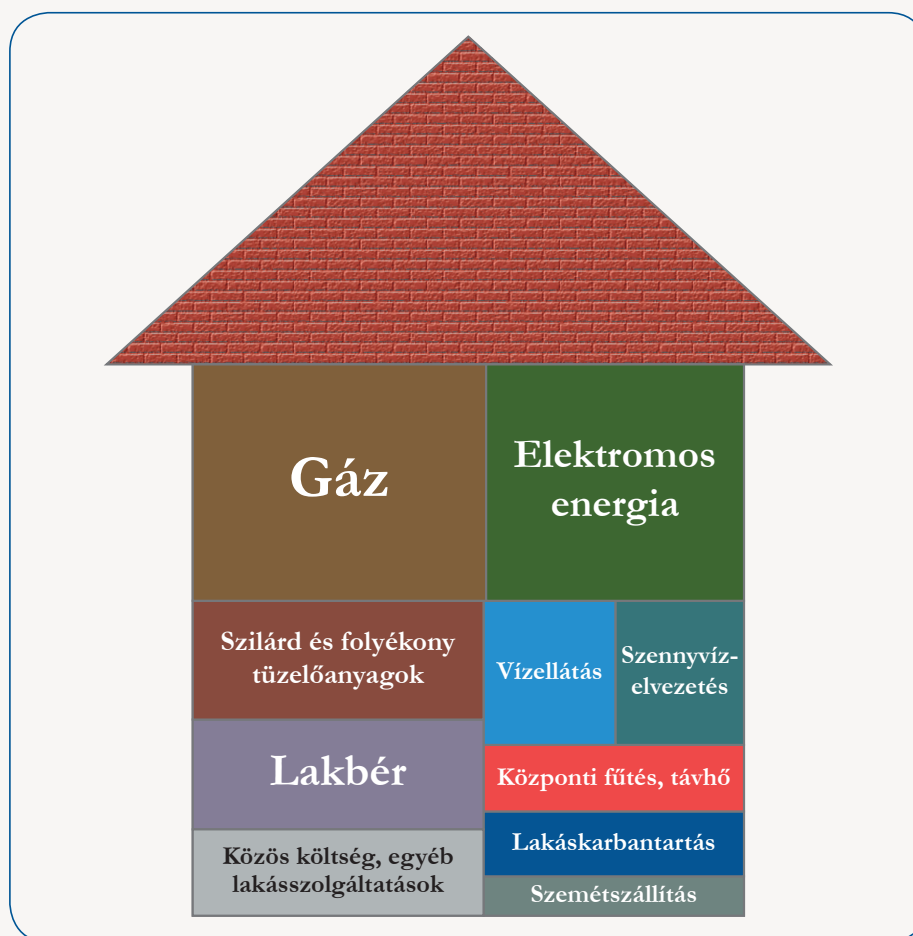 Gáz
Elektromos
energia
Szilárd és folyékony
tüzelőanyagok
Vízellátás
Szennyvíz-
elvezetés
Lakbér
Központi fűtés, távhő
Lakáskarbantartás
Közös költség, egyéb
lakásszolgáltatások
Szemétszállítás